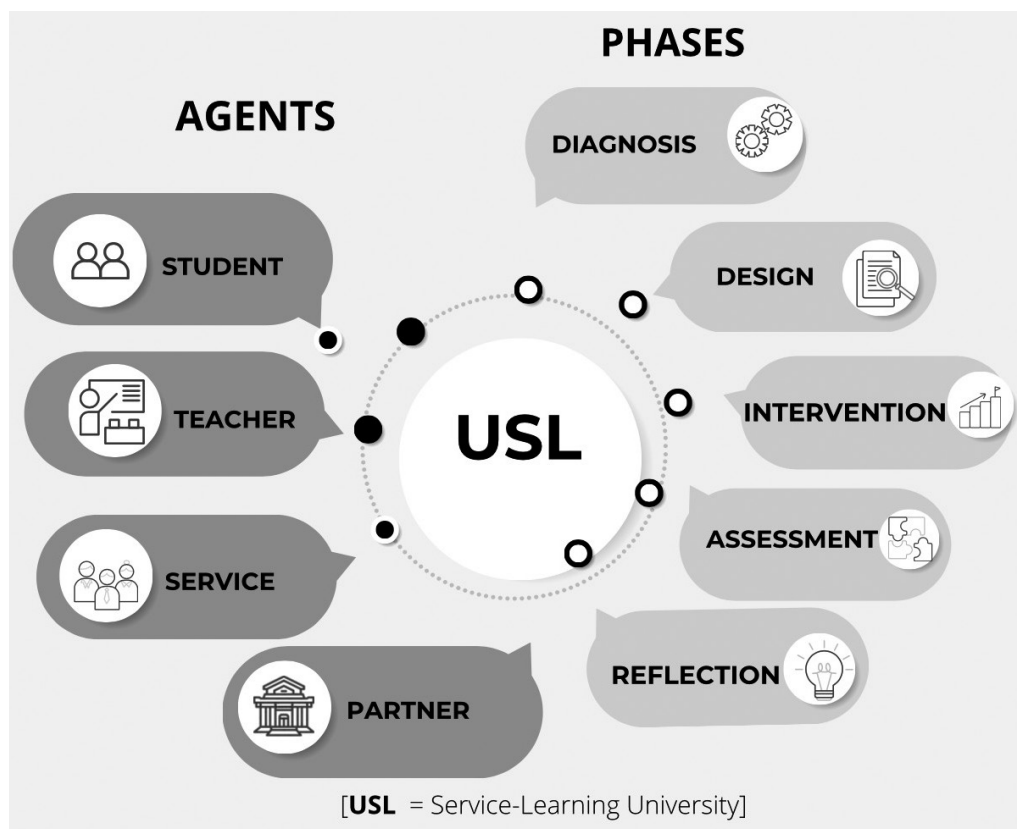 PHASES
AGENTS
DIAGNOSIS
STUDENT
DESIGN
TEACHER
USL
INTERVENTION
SERVICE
ASSESSMENT
PARTNER
REFLECTION
[USL = Service-Learning University]